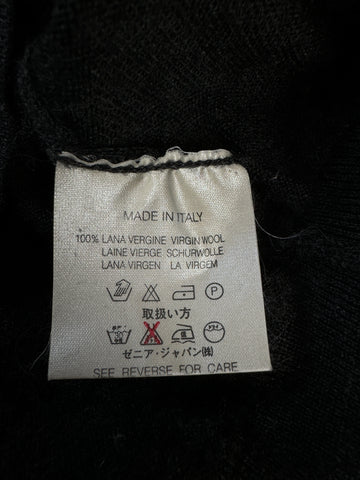 MADE IN ITALY
100% LANA VERGINE VIRGIN WOOL
LAINE VIERGE SCHURWOLLE
LANA VIRGEN LA VIRGEM
P
取扱い方
ゼニア・ジャパン(株)
SEE REVERSE FOR CARE